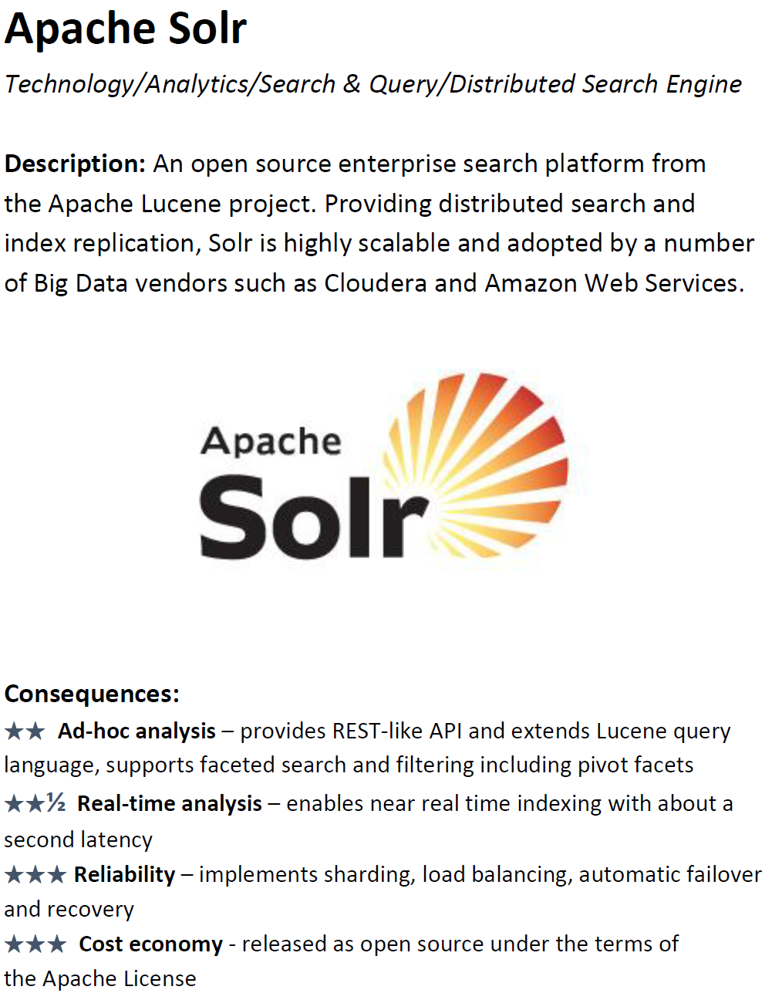 Apache Solr
Technology/Analytics/Search & Query/Distributed Search Engine
Description: An open source enterprise search platform from
the Apache Lucene project. Providing distributed search and
index replication, Solr is highly scalable and adopted by a number
of Big Data vendors such as Cloudera and Amazon Web Services.
Apache
Solr
Consequences:
★★ Ad-hoc analysis – provides REST-like API and extends Lucene query
language, supports faceted search and filtering including pivot facets
★★½ Real-time analysis – enables near real time indexing with about a
second latency
★★★ Reliability – implements sharding, load balancing, automatic failover
and recovery
★★★ Cost economy - released as open source under the terms of
the Apache License